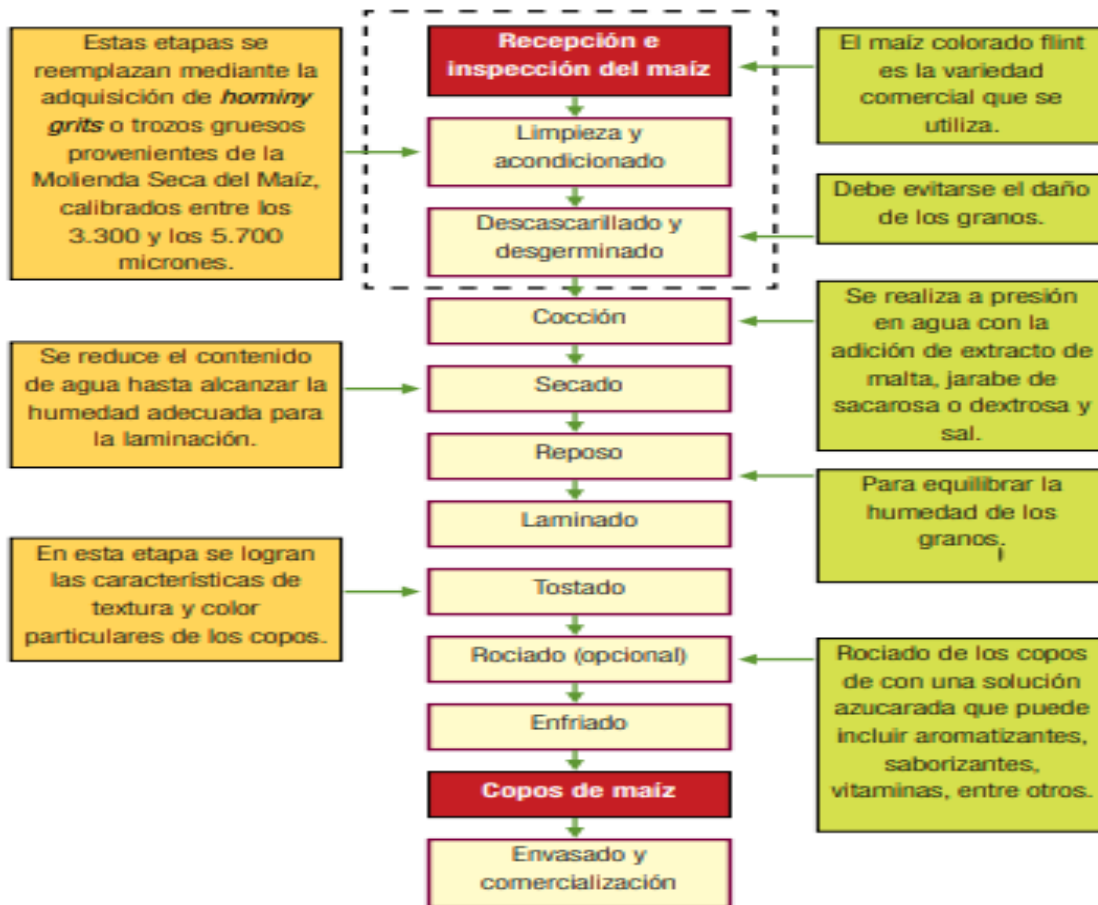 Estas etapas se
reemplazan mediante la
adquisición de hominy
grits o trozos gruesos
provenientes de la
Molienda Seca del Maíz,
calibrados entre los
3.300 y los 5.700
micrones.
Recepción e
inspección del maíz
El maíz colorado flint
es la variedad
comercial que se
utiliza.
Limpieza y
acondicionado
Descascarillado y
desgerminado
Debe evitarse el daño
de los granos.
Cocción
Se realiza a presión
en agua con la
adición de extracto de
malta, jarabe de
sacarosa o dextrosa y
sal.
Se reduce el contenido
de agua hasta alcanzar la
humedad adecuada para
la laminación.
Secado
Reposo
Para equilibrar la
humedad de los
granos.
Laminado
En esta etapa se logran
las características de
textura y color
particulares de los copos.
Tostado
Rociado (opcional)
Rociado de los copos
de con una solución
azucarada que puede
incluir aromatizantes,
saborizantes,
vitaminas, entre otros.
Enfriado
Copos de maíz
Envasado y
comercialización